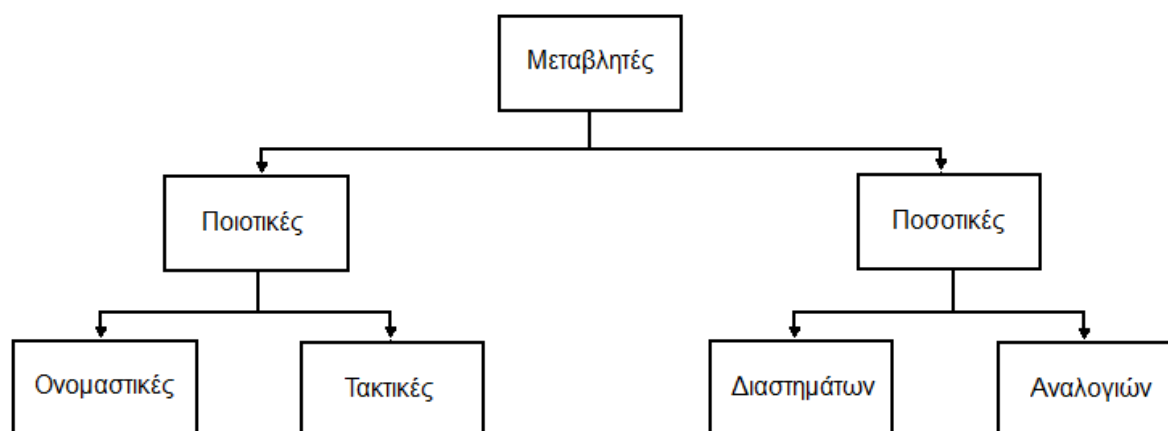 Μεταβλητές
Ποιοτικές
Ποσοτικές
Ονομαστικές
Τακτικές
Διαστημάτων
Αναλογιών